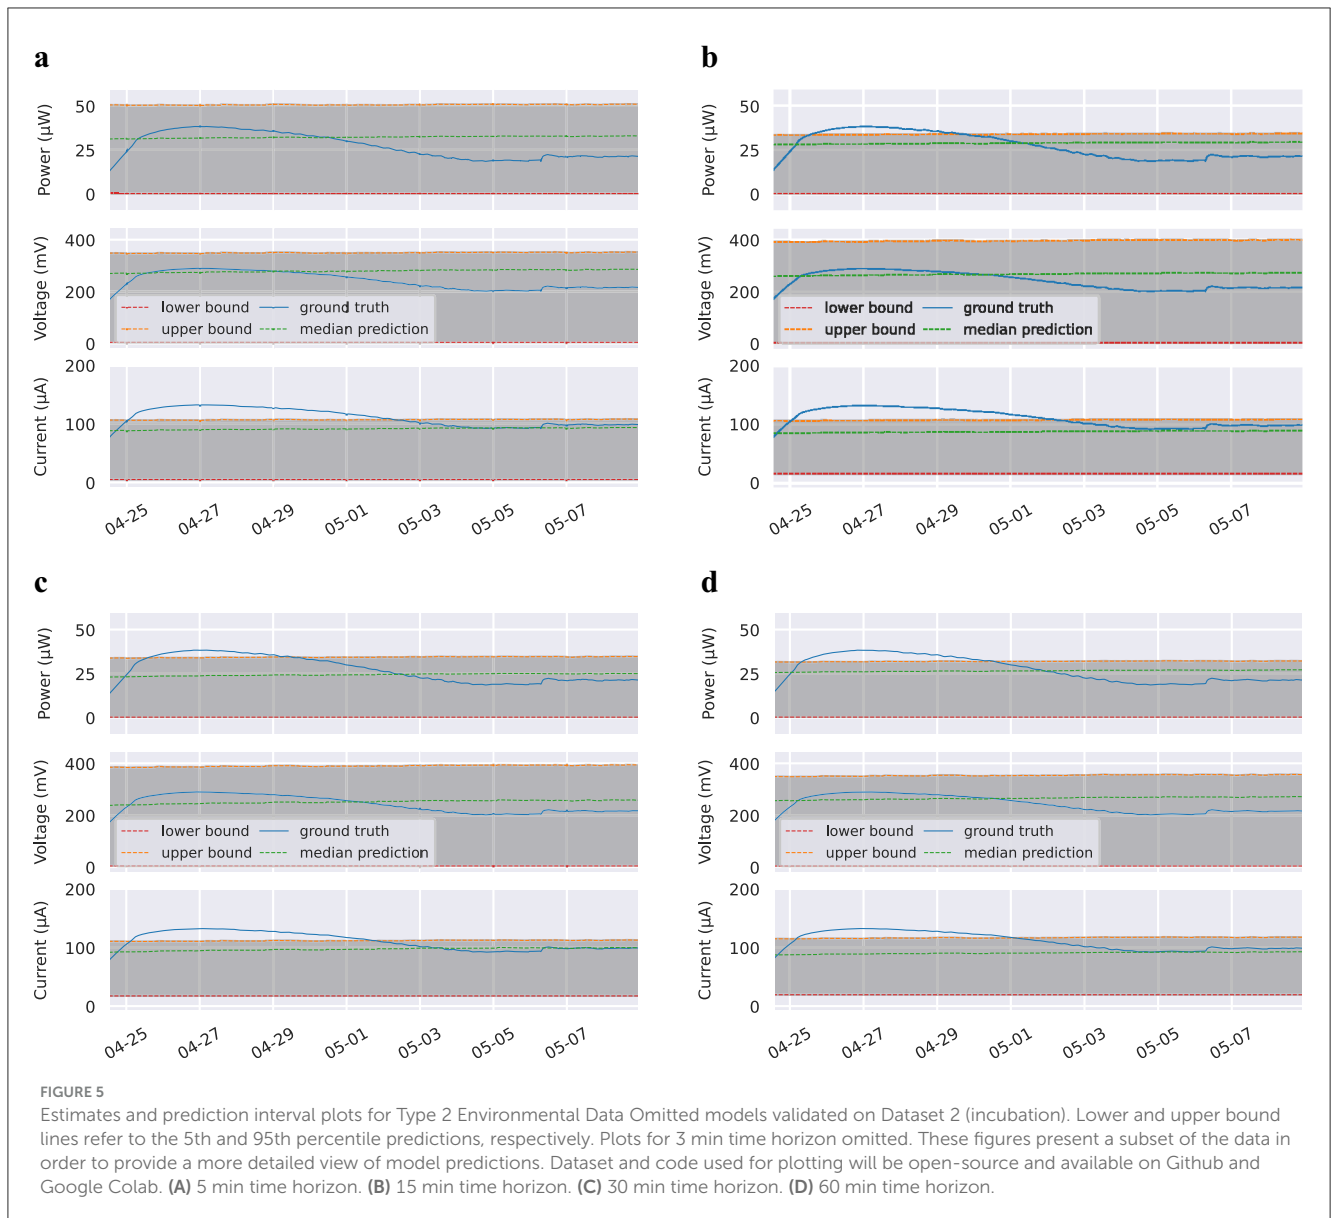 a
50
25
0
Power (µW)
400
200
0
Voltage (mV)
lower bound
ground truth
upper bound
median prediction
200
100
0
Current (µA)
04-25
04-27
04-29
05-01
05-03
05-05
05-07
b
50
25
0
Power (µW)
400
200
0
Voltage (mV)
lower bound
ground truth
upper bound
median prediction
200
100
0
Current (µA)
04-25
04-27
04-29
05-01
05-03
05-05
05-07
c
50
25
0
Power (µW)
400
200
0
Voltage (mV)
lower bound
ground truth
upper bound
median prediction
200
100
0
Current (µA)
04-25
04-27
04-29
05-01
05-03
05-05
05-07
d
50
25
0
Power (µW)
400
200
0
Voltage (mV)
lower bound
ground truth
upper bound
median prediction
200
100
0
Current (µA)
04-25
04-27
04-29
05-01
05-03
05-05
05-07
FIGURE 5
Estimates and prediction interval plots for Type 2 Environmental Data Omitted models validated on Dataset 2 (incubation). Lower and upper bound
lines refer to the 5th and 95th percentile predictions, respectively. Plots for 3 min time horizon omitted. These figures present a subset of the data in
order to provide a more detailed view of model predictions. Dataset and code used for plotting will be open-source and available on Github and
Google Colab. (A) 5 min time horizon. (B) 15 min time horizon. (C) 30 min time horizon. (D) 60 min time horizon.